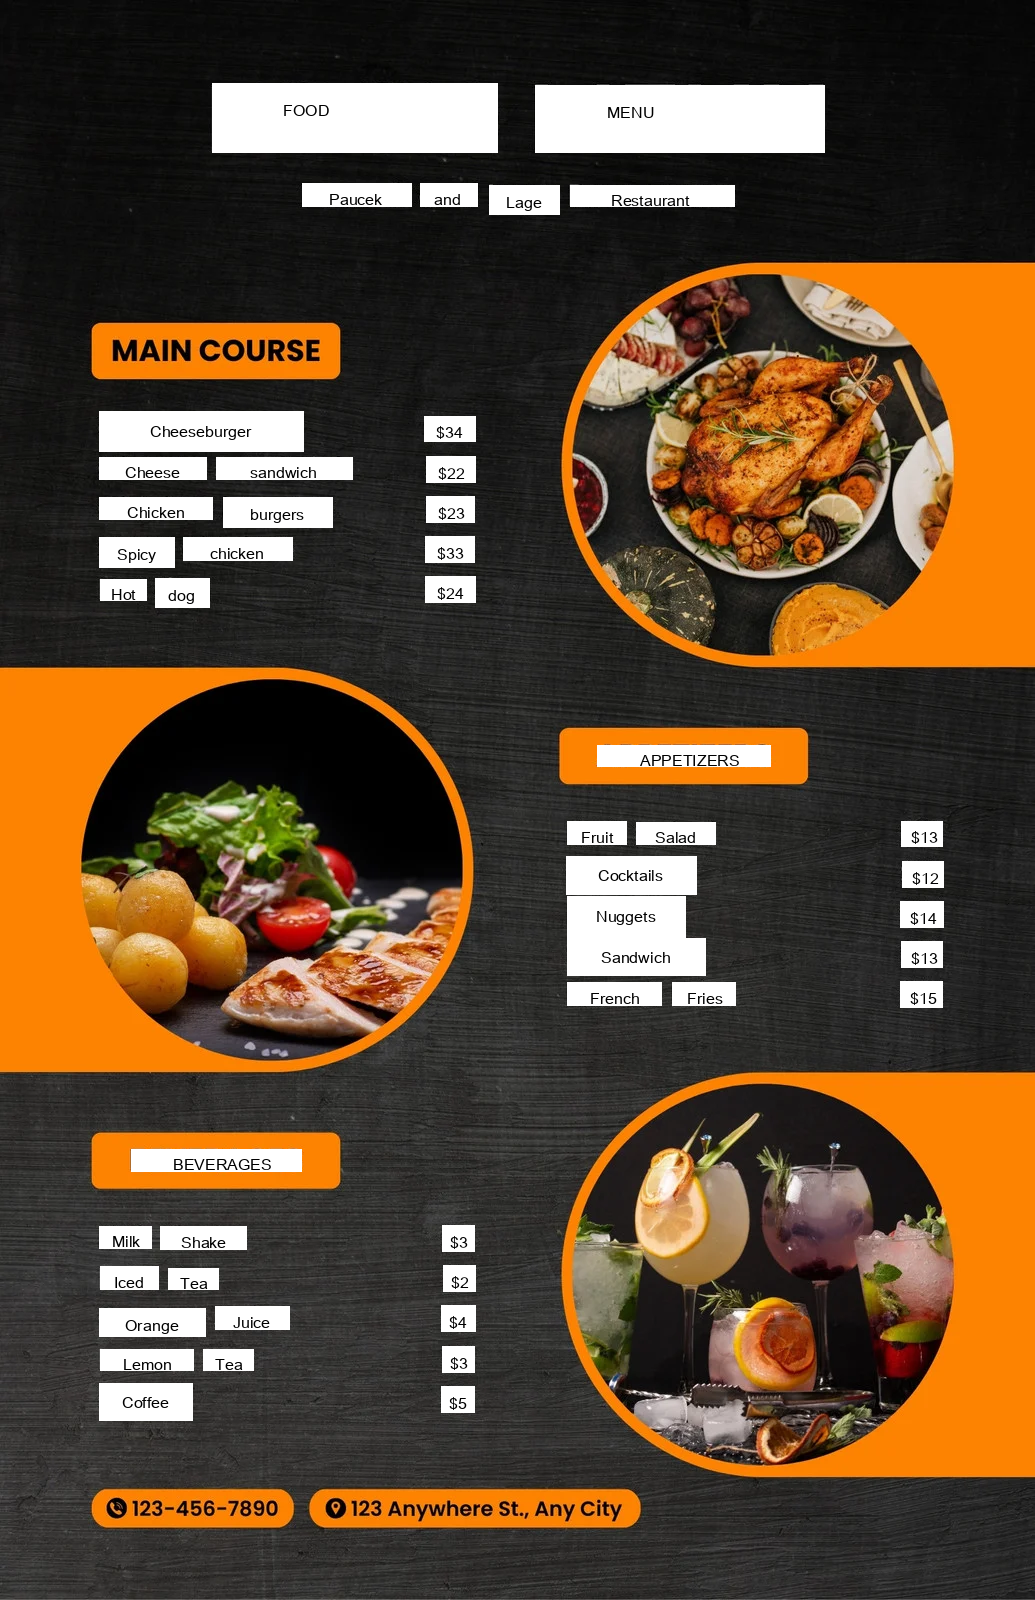 FOOD MENU
Paucek and Lage Restaurant
MAIN COURSE
Cheeseburger $34
Cheese sandwich $22
Chicken burgers $23
Spicy chicken $33
Hot dog $24
APPETIZERS
Fruit Salad $13
Cocktails $12
Nuggets $14
Sandwich $13
French Fries $15
BEVERAGES
Milk Shake $3
Iced Tea $2
Orange Juice $4
Lemon Tea $3
Coffee $5
123-456-7890 123 Anywhere St., Any City